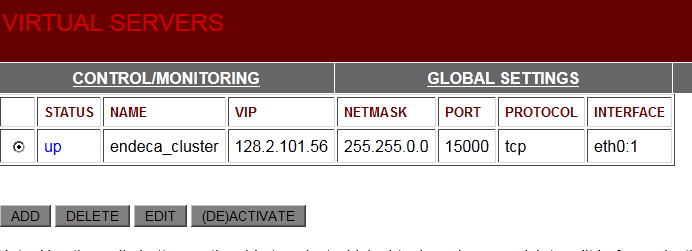 VIRTUAL SERVERS
CONTROL/MONITORING GLOBAL SETTINGS
STATUS NAME VIP NETMASK PORT PROTOCOL INTERFACE
up endeca_cluster 128.2.101.56 255.255.0.0 15000 tcp eth0:1
ADD DELETE EDIT (DE)ACTIVATE